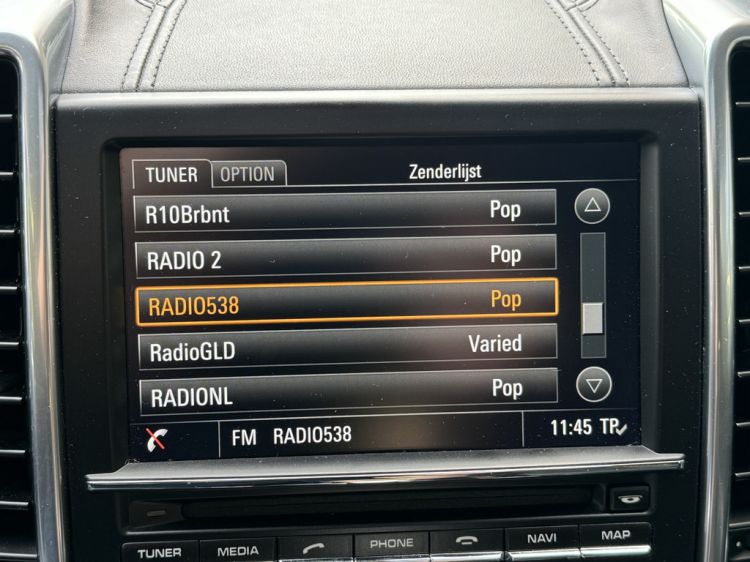 TUNER OPTION Zenderlijst
R10Brbnt Pop
RADIO 2 Pop
RADIO538 Pop
RadioGLD Varied
RADIONL Pop
FM RADIO538 11:45 TP
TUNER MEDIA PHONE NAVI MAP